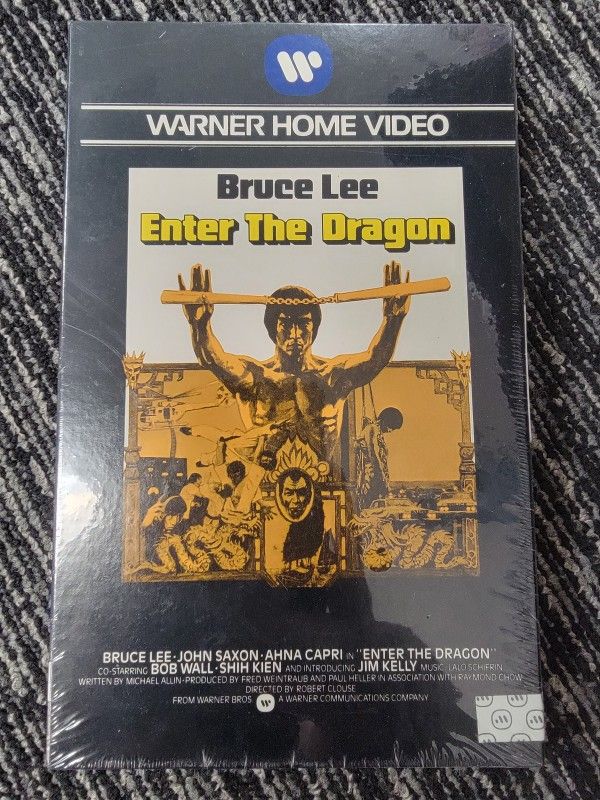 WARNER HOME VIDEO
Bruce Lee
Enter The Dragon
BRUCE LEE · JOHN SAXON · AHNA CAPRI IN "ENTER THE DRAGON"
CO-STARRING BOB WALL · SHIH KIEN AND INTRODUCING JIM KELLY MUSIC: LALO SCHIFRIN
WRITTEN BY MICHAEL ALLIN · PRODUCED BY FRED WEINTRAUB AND PAUL HELLER IN ASSOCIATION WITH RAYMOND CHOW
DIRECTED BY ROBERT CLOUSE
FROM WARNER BROS A WARNER COMMUNICATIONS COMPANY